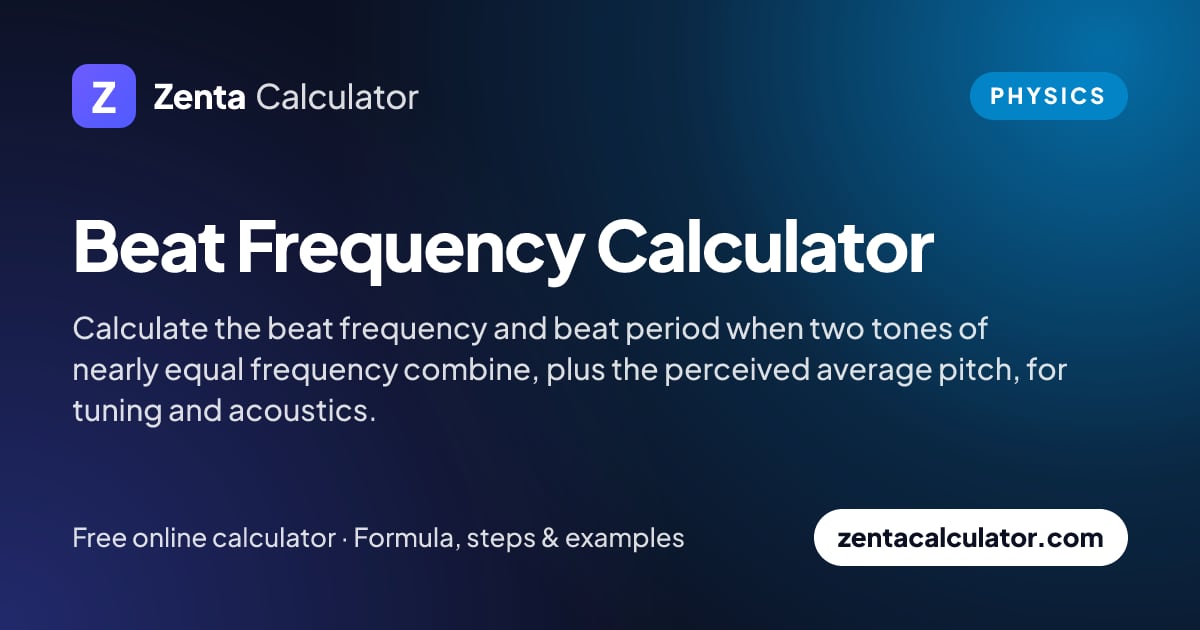 Z
Zenta Calculator
PHYSICS
Beat Frequency Calculator
Calculate the beat frequency and beat period when two tones of
nearly equal frequency combine, plus the perceived average pitch, for
tuning and acoustics.
Free online calculator · Formula, steps & examples
zentacalculator.com